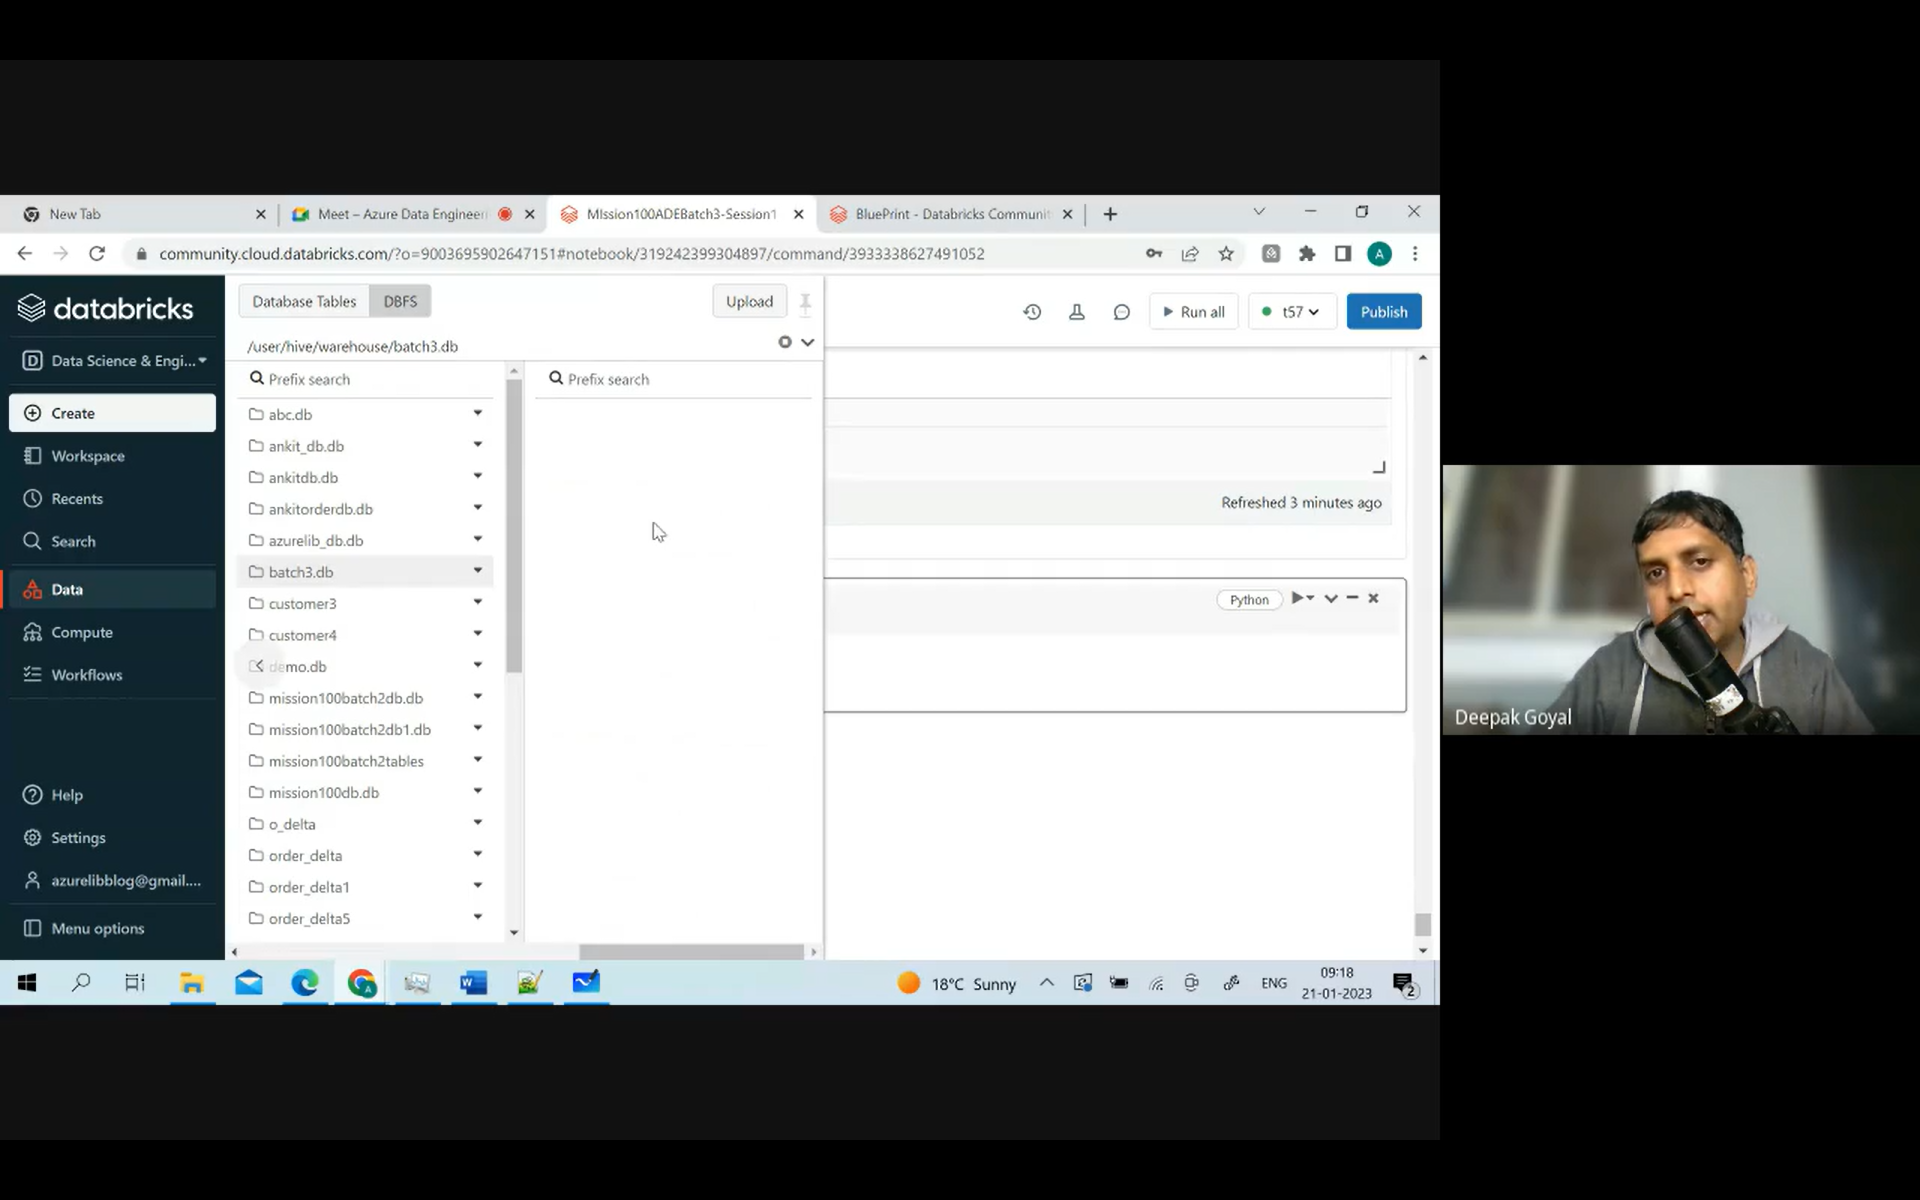 New Tab
Meet – Azure Data Engineeri
MIssion100ADEBatch3-Session1
BluePrint - Databricks Communit
community.cloud.databricks.com/?o=9003695902647151#notebook/319242399304897/command/3933338627491052
A
databricks
D Data Science & Engi...
Create
Workspace
Recents
Search
Data
Compute
Workflows
Help
Settings
azurelibblog@gmail....
Menu options
Database Tables
DBFS
Upload
/user/hive/warehouse/batch3.db
Prefix search
abc.db
ankit_db.db
ankitdb.db
ankitorderdb.db
azurelib_db.db
batch3.db
customer3
customer4
demo.db
mission100batch2db.db
mission100batch2db1.db
mission100batch2tables
mission100db.db
o_delta
order_delta
order_delta1
order_delta5
Prefix search
Run all
t57
Publish
Refreshed 3 minutes ago
Python
Deepak Goyal
18°C Sunny
ENG
09:18
21-01-2023
2